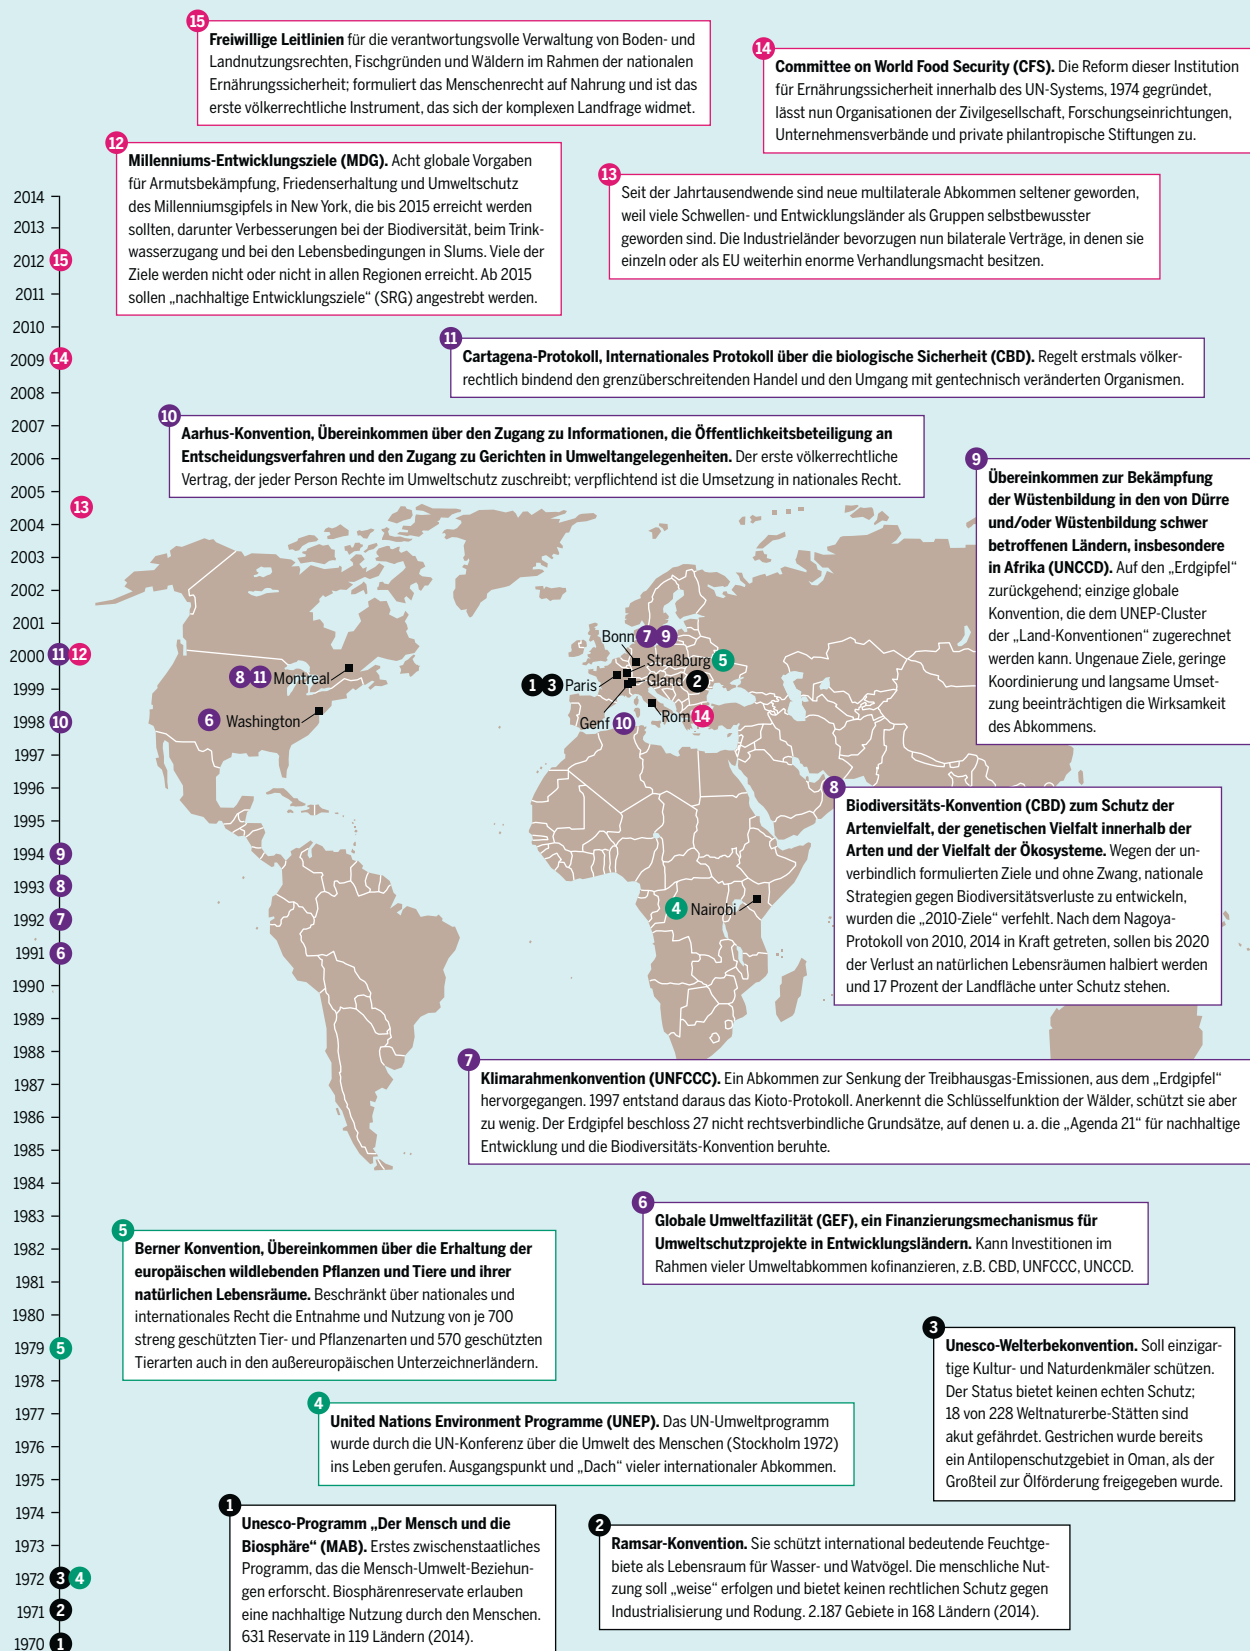 15
Freiwillige Leitlinien für die verantwortungsvolle Verwaltung von Boden- und
Landnutzungsrechten, Fischgründen und Wäldern im Rahmen der nationalen
Ernährungssicherheit; formuliert das Menschenrecht auf Nahrung und ist das
erste völkerrechtliche Instrument, das sich der komplexen Landfrage widmet.
14
Committee on World Food Security (CFS). Die Reform dieser Institution
für Ernährungssicherheit innerhalb des UN-Systems, 1974 gegründet,
lässt nun Organisationen der Zivilgesellschaft, Forschungseinrichtungen,
Unternehmensverbände und private philantropische Stiftungen zu.
12
Millenniums-Entwicklungsziele (MDG). Acht globale Vorgaben
für Armutsbekämpfung, Friedenserhaltung und Umweltschutz
des Millenniumsgipfels in New York, die bis 2015 erreicht werden
sollten, darunter Verbesserungen bei der Biodiversität, beim Trink-
wasserzugang und bei den Lebensbedingungen in Slums. Viele der
Ziele werden nicht oder nicht in allen Regionen erreicht. Ab 2015
sollen „nachhaltige Entwicklungsziele“ (SRG) angestrebt werden.
13
Seit der Jahrtausendwende sind neue multilaterale Abkommen seltener geworden,
weil viele Schwellen- und Entwicklungsländer als Gruppen selbstbewusster
geworden sind. Die Industrieländer bevorzugen nun bilaterale Verträge, in denen sie
einzeln oder als EU weiterhin enorme Verhandlungsmacht besitzen.
11
Cartagena-Protokoll, Internationales Protokoll über die biologische Sicherheit (CBD). Regelt erstmals völker-
rechtlich bindend den grenzüberschreitenden Handel und den Umgang mit gentechnisch veränderten Organismen.
10
Aarhus-Konvention, Übereinkommen über den Zugang zu Informationen, die Öffentlichkeitsbeteiligung an
Entscheidungsverfahren und den Zugang zu Gerichten in Umweltangelegenheiten. Der erste völkerrechtliche
Vertrag, der jeder Person Rechte im Umweltschutz zuschreibt; verpflichtend ist die Umsetzung in nationales Recht.
9
Übereinkommen zur Bekämpfung
der Wüstenbildung in den von Dürre
und/oder Wüstenbildung schwer
betroffenen Ländern, insbesondere
in Afrika (UNCCD). Auf den „Erdgipfel“
zurückgehend; einzige globale
Konvention, die dem UNEP-Cluster
der „Land-Konventionen“ zugerechnet
werden kann. Ungenaue Ziele, geringe
Koordinierung und langsame Umset-
zung beeinträchtigen die Wirksamkeit
des Abkommens.
2014
2013
2012 15
2011
2010
2009 14
2008
2007
2006
2005
13
2004
2003
2002
2001
2000 11 12
1999
1998 10
1997
1996
1995
1994 9
1993 8
1992 7
1991 6
1990
1989
1988
1987
1986
1985
1984
1983
1982
1981
1980
1979 5
1978
1977
1976
1975
1974
1973
1972 3 4
1971 2
1970 1
Bonn 7 9
Straßburg 5
8 11 Montreal
1 3 Paris
Gland 2
6 Washington
Genf 10
Rom 14
4 Nairobi
8
Biodiversitäts-Konvention (CBD) zum Schutz der
Artenvielfalt, der genetischen Vielfalt innerhalb der
Arten und der Vielfalt der Ökosysteme. Wegen der un-
verbindlich formulierten Ziele und ohne Zwang, nationale
Strategien gegen Biodiversitätsverluste zu entwickeln,
wurden die „2010-Ziele“ verfehlt. Nach dem Nagoya-
Protokoll von 2010, 2014 in Kraft getreten, sollen bis 2020
der Verlust an natürlichen Lebensräumen halbiert werden
und 17 Prozent der Landfläche unter Schutz stehen.
7
Klimarahmenkonvention (UNFCCC). Ein Abkommen zur Senkung der Treibhausgas-Emissionen, aus dem „Erdgipfel“
hervorgegangen. 1997 entstand daraus das Kioto-Protokoll. Anerkennt die Schlüsselfunktion der Wälder, schützt sie aber
zu wenig. Der Erdgipfel beschloss 27 nicht rechtsverbindliche Grundsätze, auf denen u. a. die „Agenda 21“ für nachhaltige
Entwicklung und die Biodiversitäts-Konvention beruhte.
6
Globale Umweltfazilität (GEF), ein Finanzierungsmechanismus für
Umweltschutzprojekte in Entwicklungsländern. Kann Investitionen im
Rahmen vieler Umweltabkommen kofinanzieren, z.B. CBD, UNFCCC, UNCCD.
5
Berner Konvention, Übereinkommen über die Erhaltung der
europäischen wildlebenden Pflanzen und Tiere und ihrer
natürlichen Lebensräume. Beschränkt über nationales und
internationales Recht die Entnahme und Nutzung von je 700
streng geschützten Tier- und Pflanzenarten und 570 geschützten
Tierarten auch in den außereuropäischen Unterzeichnerländern.
3
Unesco-Welterbekonvention. Soll einzigar-
tige Kultur- und Naturdenkmäler schützen.
Der Status bietet keinen echten Schutz;
18 von 228 Weltnaturerbe-Stätten sind
akut gefährdet. Gestrichen wurde bereits
ein Antilopenschutzgebiet in Oman, als der
Großteil zur Ölförderung freigegeben wurde.
4
United Nations Environment Programme (UNEP). Das UN-Umweltprogramm
wurde durch die UN-Konferenz über die Umwelt des Menschen (Stockholm 1972)
ins Leben gerufen. Ausgangspunkt und „Dach“ vieler internationaler Abkommen.
1
Unesco-Programm „Der Mensch und die
Biosphäre“ (MAB). Erstes zwischenstaatliches
Programm, das die Mensch-Umwelt-Beziehun-
gen erforscht. Biosphärenreservate erlauben
eine nachhaltige Nutzung durch den Menschen.
631 Reservate in 119 Ländern (2014).
2
Ramsar-Konvention. Sie schützt international bedeutende Feuchtge-
biete als Lebensraum für Wasser- und Watvögel. Die menschliche Nut-
zung soll „weise“ erfolgen und bietet keinen rechtlichen Schutz gegen
Industrialisierung und Rodung. 2.187 Gebiete in 168 Ländern (2014).